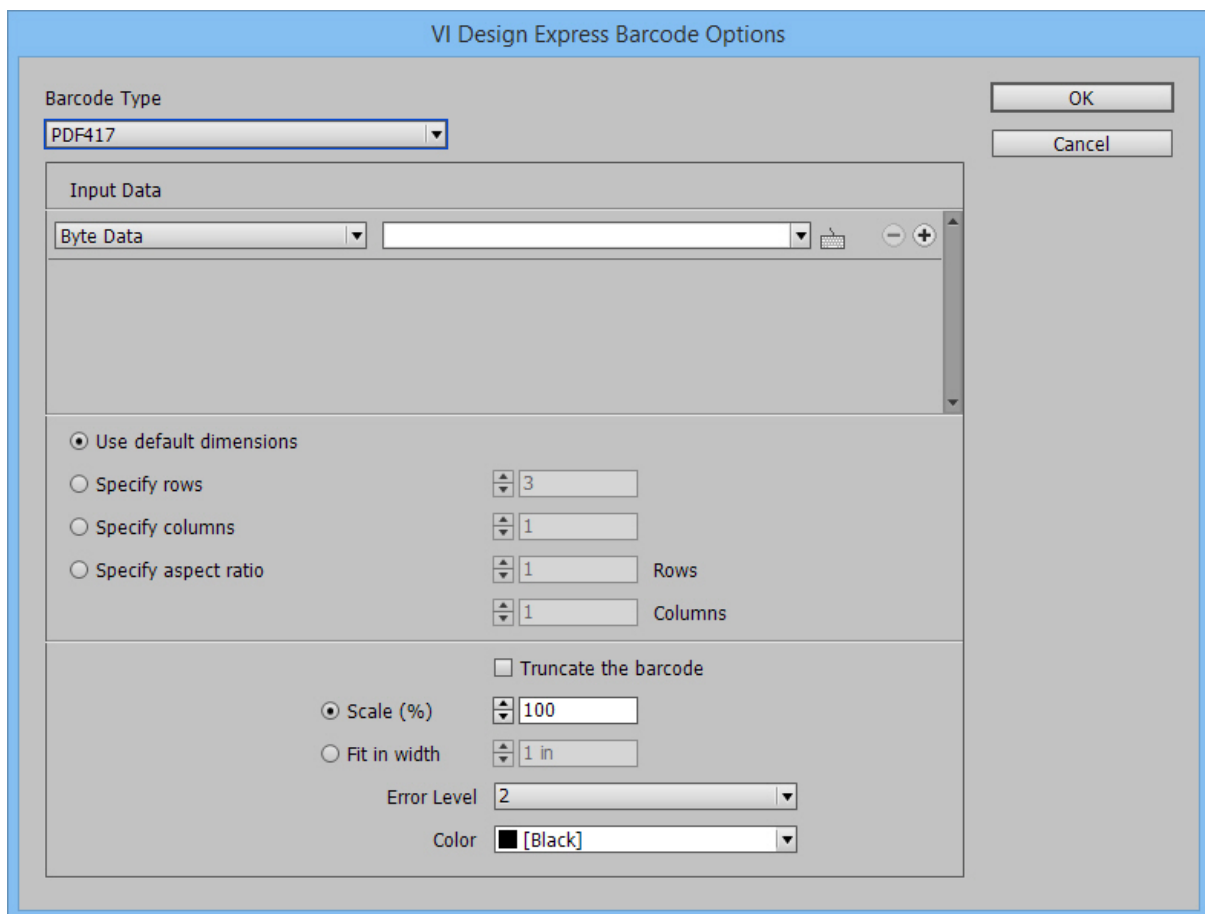 VI Design Express Barcode Options
Barcode Type
OK
PDF417
Cancel
Input Data
Byte Data
Use default dimensions
Specify rows 3
Specify columns 1
Specify aspect ratio 1 Rows
1 Columns
Truncate the barcode
Scale (%) 100
Fit in width 1 in
Error Level 2
Color [Black]